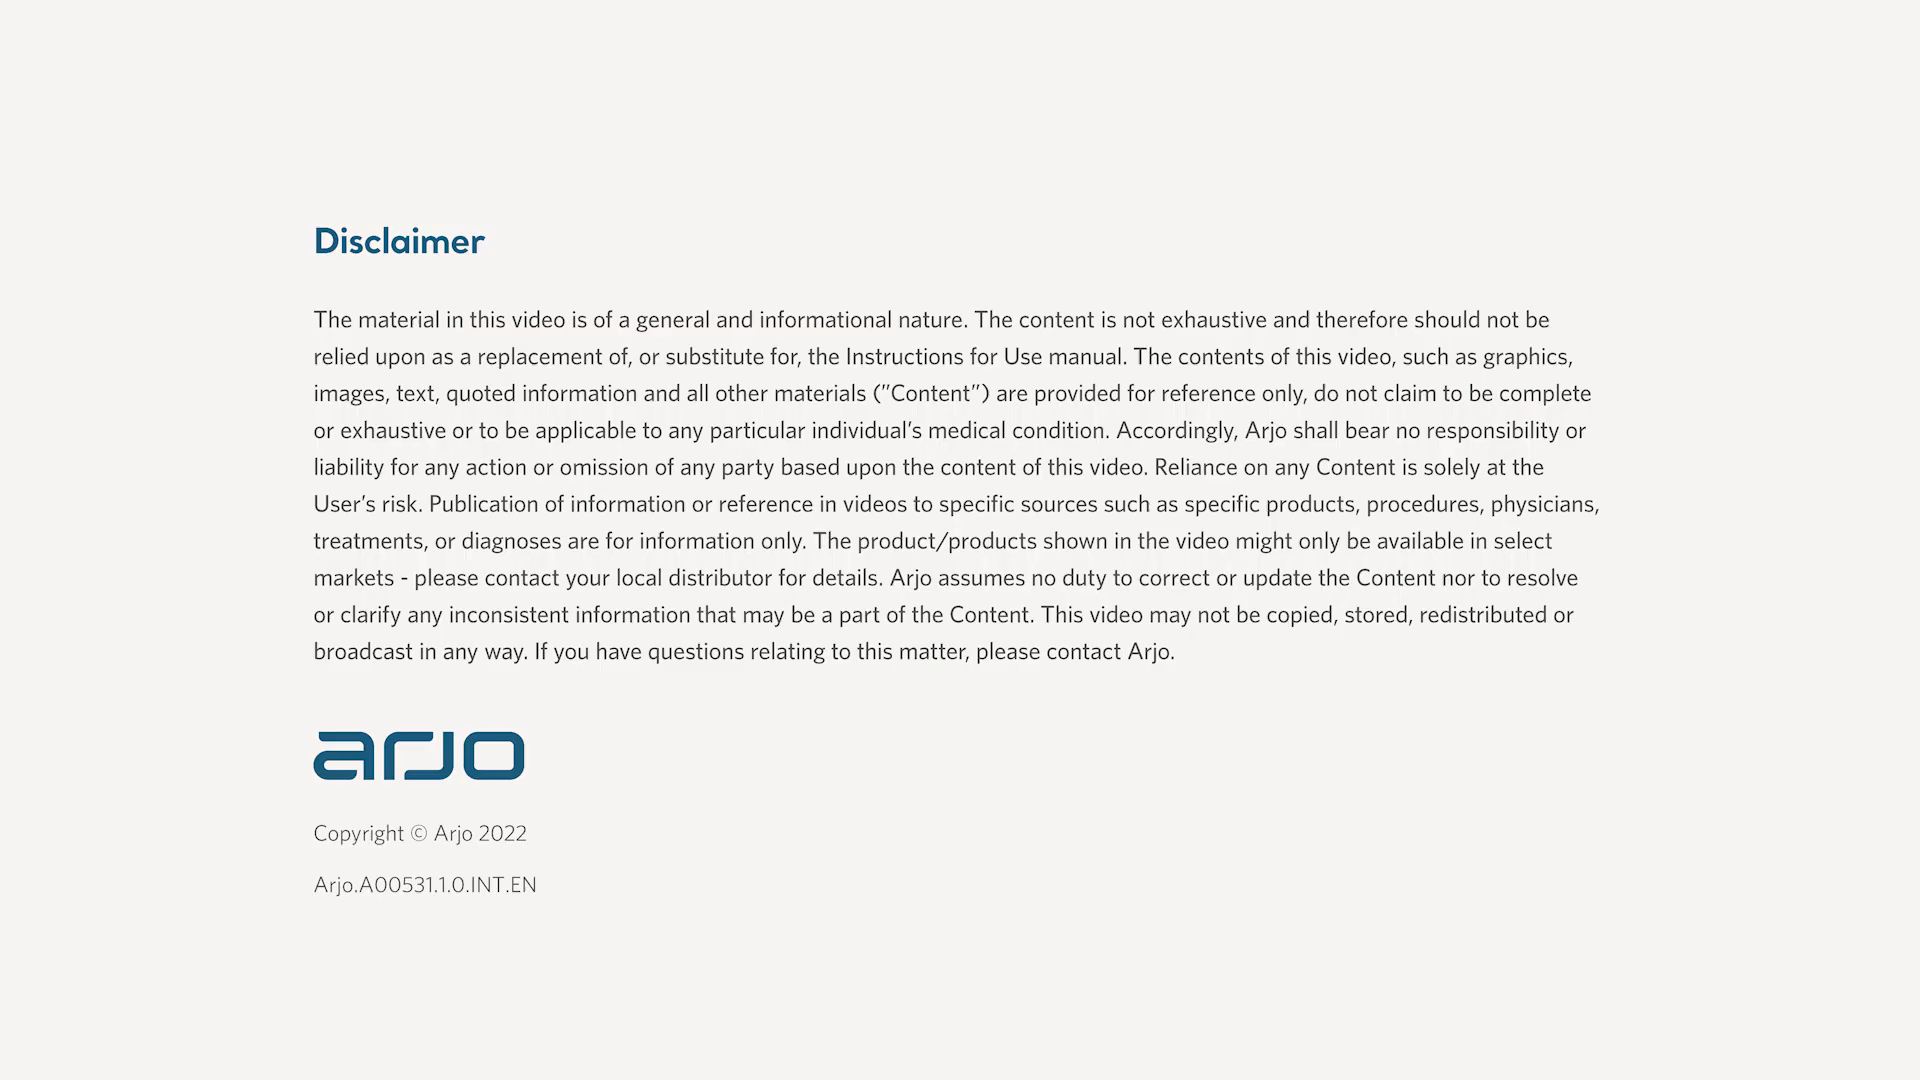 Disclaimer
The material in this video is of a general and informational nature. The content is not exhaustive and therefore should not be
relied upon as a replacement of, or substitute for, the Instructions for Use manual. The contents of this video, such as graphics,
images, text, quoted information and all other materials ("Content") are provided for reference only, do not claim to be complete
or exhaustive or to be applicable to any particular individual's medical condition. Accordingly, Arjo shall bear no responsibility or
liability for any action or omission of any party based upon the content of this video. Reliance on any Content is solely at the
User's risk. Publication of information or reference in videos to specific sources such as specific products, procedures, physicians,
treatments, or diagnoses are for information only. The product/products shown in the video might only be available in select
markets - please contact your local distributor for details. Arjo assumes no duty to correct or update the Content nor to resolve
or clarify any inconsistent information that may be a part of the Content. This video may not be copied, stored, redistributed or
broadcast in any way. If you have questions relating to this matter, please contact Arjo.
arjo
Copyright © Arjo 2022
Arjo.A00531.1.0.INT.EN